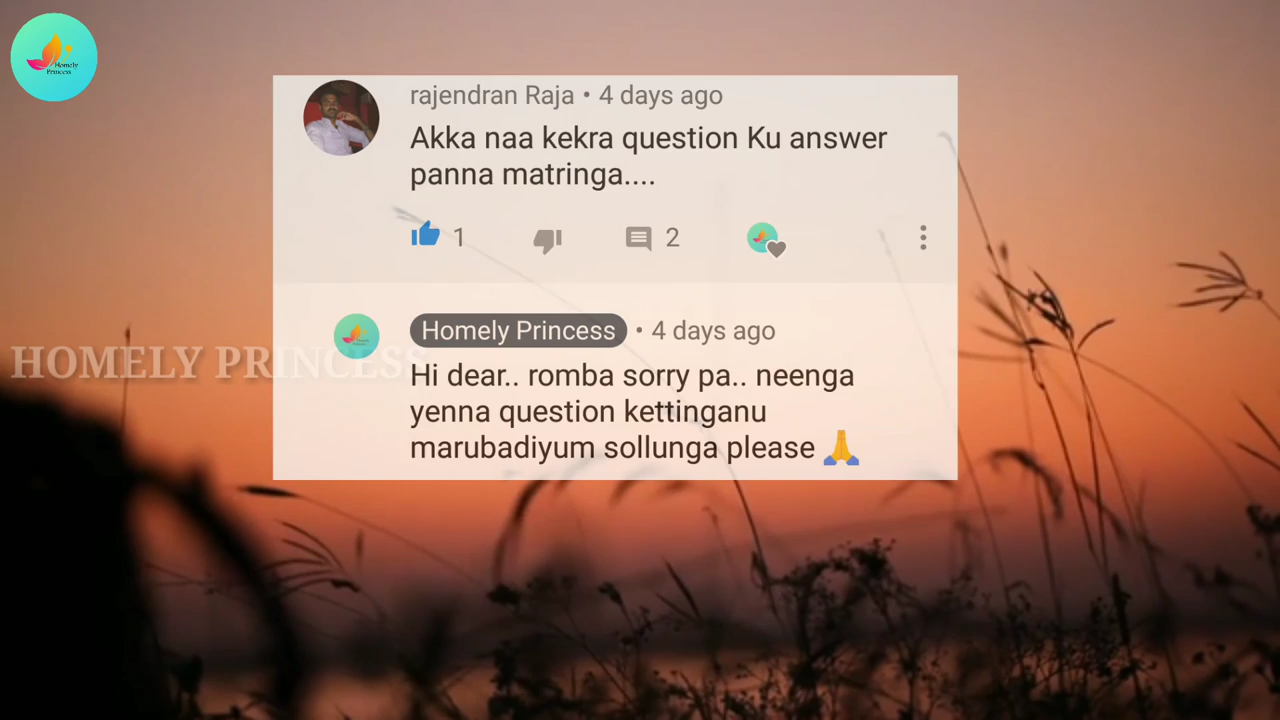 Homely
Princess
rajendran Raja • 4 days ago
Akka naa kekra question Ku answer
panna matringa....
1
2
Homely Princess • 4 days ago
HOMELY PRINCESS
Hi dear.. romba sorry pa.. neenga
yenna question kettinganu
marubadiyum sollunga please 🙏